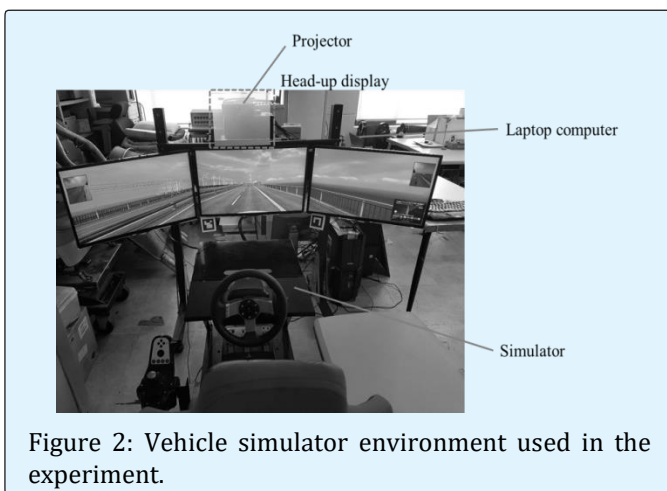 Projector
Head-up display
Laptop computer
Simulator
Figure 2: Vehicle simulator environment used in the
experiment.